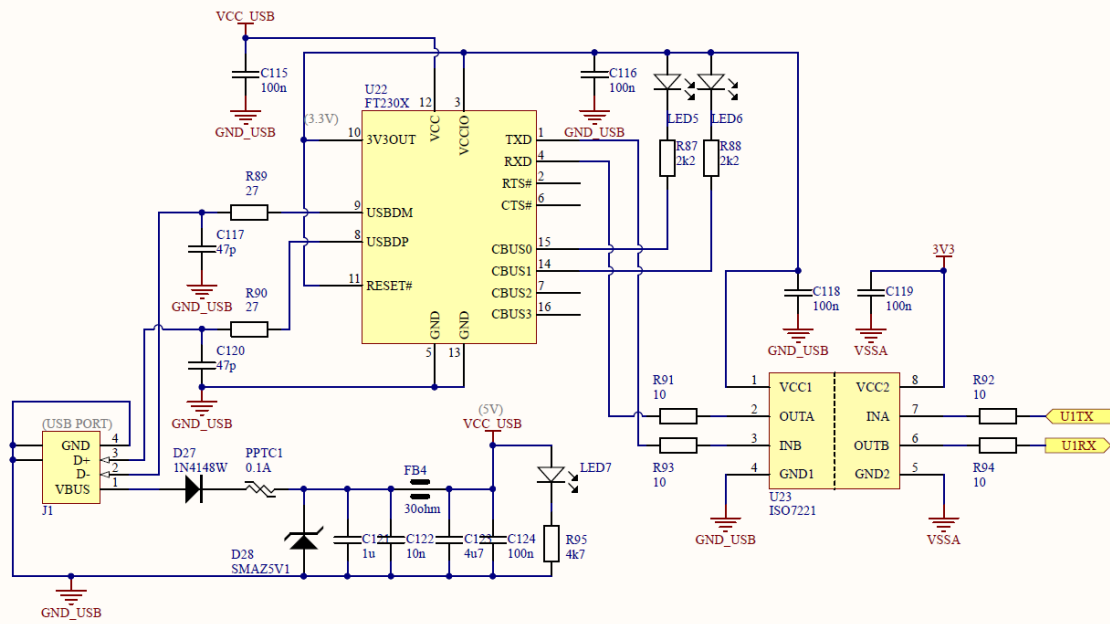 VCC_USB
C115
100n
GND_USB
U22
FT230X
12
3
VCC
VCCIO
(3.3V)
10
3V3OUT
TXD
1
RXD
4
RTS#
2
CTS#
6
9
USBDM
8
USBDP
11
RESET#
CBUS0
15
CBUS1
14
CBUS2
7
CBUS3
16
GND
GND
5
13
C116
100n
GND_USB
LED5
LED6
R87
2k2
R88
2k2
R89
27
C117
47p
GND_USB
R90
27
C120
47p
GND_USB
3V3
C118
100n
GND_USB
C119
100n
VSSA
R91
10
R93
10
1
VCC1
2
OUTA
3
INB
4
GND1
VCC2
8
INA
7
OUTB
6
GND2
5
U23
ISO7221
GND_USB
VSSA
R92
10
R94
10
U1TX
U1RX
(USB PORT)
GND
4
D+
3
D-
2
VBUS
1
J1
D27
1N4148W
PPTC1
0.1A
D28
SMAZ5V1
C121
1u
C122
10n
FB4
30ohm
C123
4u7
C124
100n
(5V)
VCC_USB
LED7
R95
4k7
GND_USB